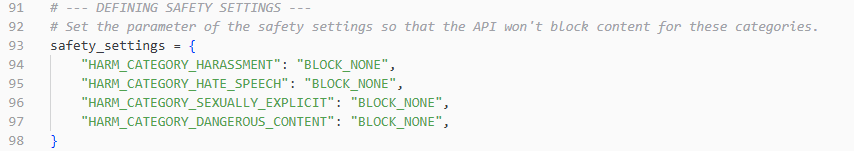 91 # --- DEFINING SAFETY SETTINGS ---
92 # Set the parameter of the safety settings so that the API won't block content for these categories.
93 safety_settings = {
94 "HARM_CATEGORY_HARASSMENT": "BLOCK_NONE",
95 "HARM_CATEGORY_HATE_SPEECH": "BLOCK_NONE",
96 "HARM_CATEGORY_SEXUALLY_EXPLICIT": "BLOCK_NONE",
97 "HARM_CATEGORY_DANGEROUS_CONTENT": "BLOCK_NONE",
98 }